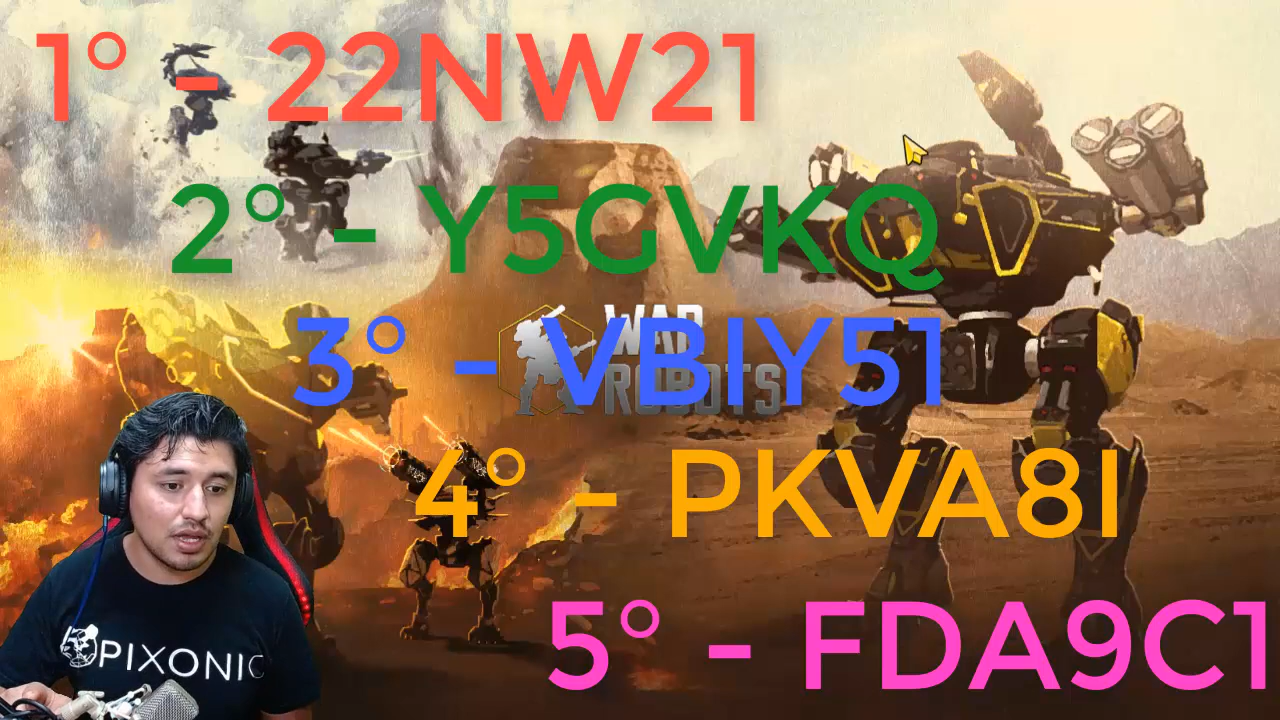 1° - 22NW21
2° - Y5GVKQ
3° - VBIY51
WAR
ROBOTS
4° - PKVA8I
5° - FDA9C1
PIXONIC